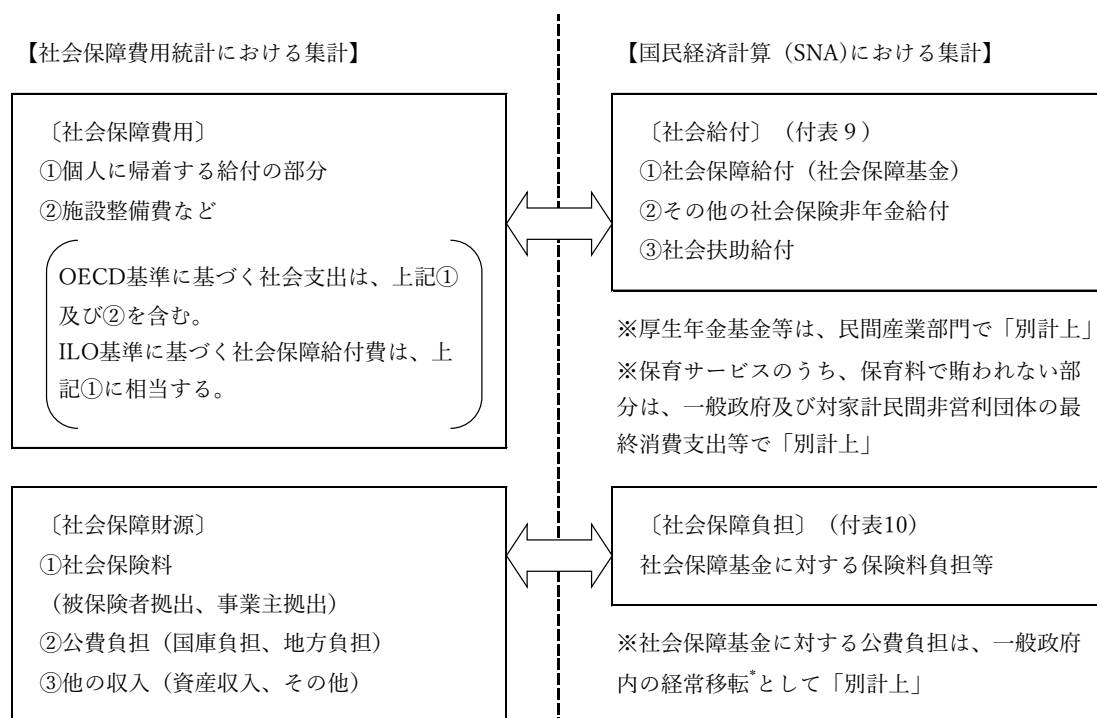 【社会保障費用統計における集計】
〔社会保障費用〕
①個人に帰着する給付の部分
②施設整備費など
OECD基準に基づく社会支出は、上記①
及び②を含む。
ILO基準に基づく社会保障給付費は、上
記①に相当する。
〔社会保障財源〕
①社会保険料
（被保険者拠出、事業主拠出）
②公費負担（国庫負担、地方負担）
③他の収入（資産収入、その他）
【国民経済計算（SNA)における集計】
〔社会給付〕（付表９）
①社会保障給付（社会保障基金）
②その他の社会保険非年金給付
③社会扶助給付
※厚生年金基金等は、民間産業部門で「別計上」
※保育サービスのうち、保育料で賄われない部
分は、一般政府及び対家計民間非営利団体の最
終消費支出等で「別計上」
〔社会保障負担〕（付表10）
社会保障基金に対する保険料負担等
※社会保障基金に対する公費負担は、一般政府
内の経常移転*として「別計上」